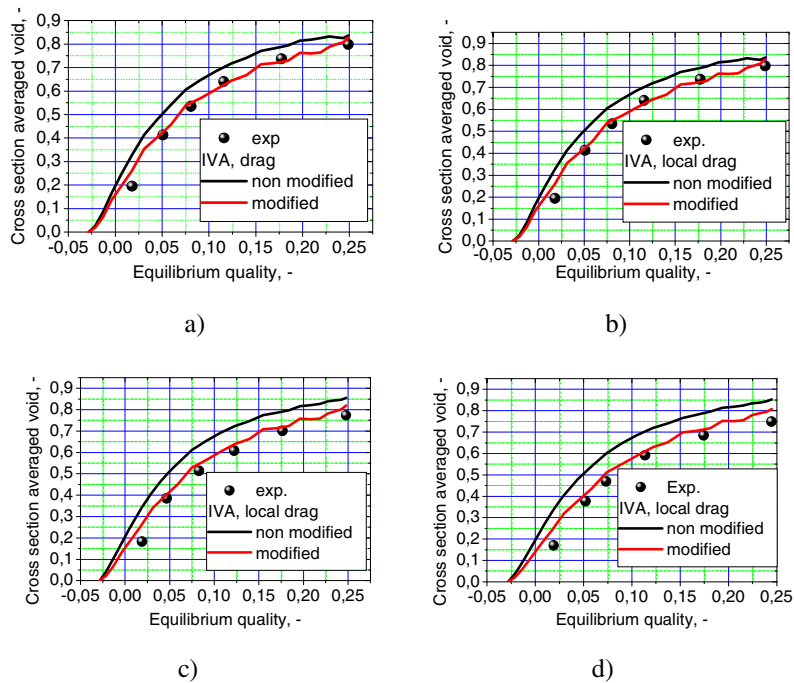 0,9
0,8
0,7
0,6
0,5
0,4
0,3
0,2
0,1
0,0
Cross section averaged void, -
exp
IVA, drag
non modified
modified
-0,05 0,00 0,05 0,10 0,15 0,20 0,25
Equilibrium quality, -
a)
0,9
0,8
0,7
0,6
0,5
0,4
0,3
0,2
0,1
0,0
Cross section averaged void, -
exp.
IVA, local drag
non modified
modified
-0,05 0,00 0,05 0,10 0,15 0,20 0,25
Equilibrium quality, -
b)
0,9
0,8
0,7
0,6
0,5
0,4
0,3
0,2
0,1
0,0
Cross section averaged void, -
exp.
IVA, local drag
non modified
modified
-0,05 0,00 0,05 0,10 0,15 0,20 0,25
Equilibrium quality, -
c)
0,9
0,8
0,7
0,6
0,5
0,4
0,3
0,2
0,1
0,0
Cross section averaged void, -
Exp.
IVA, local drag
non modified
modified
-0,05 0,00 0,05 0,10 0,15 0,20 0,25
Equilibrium quality, -
d)